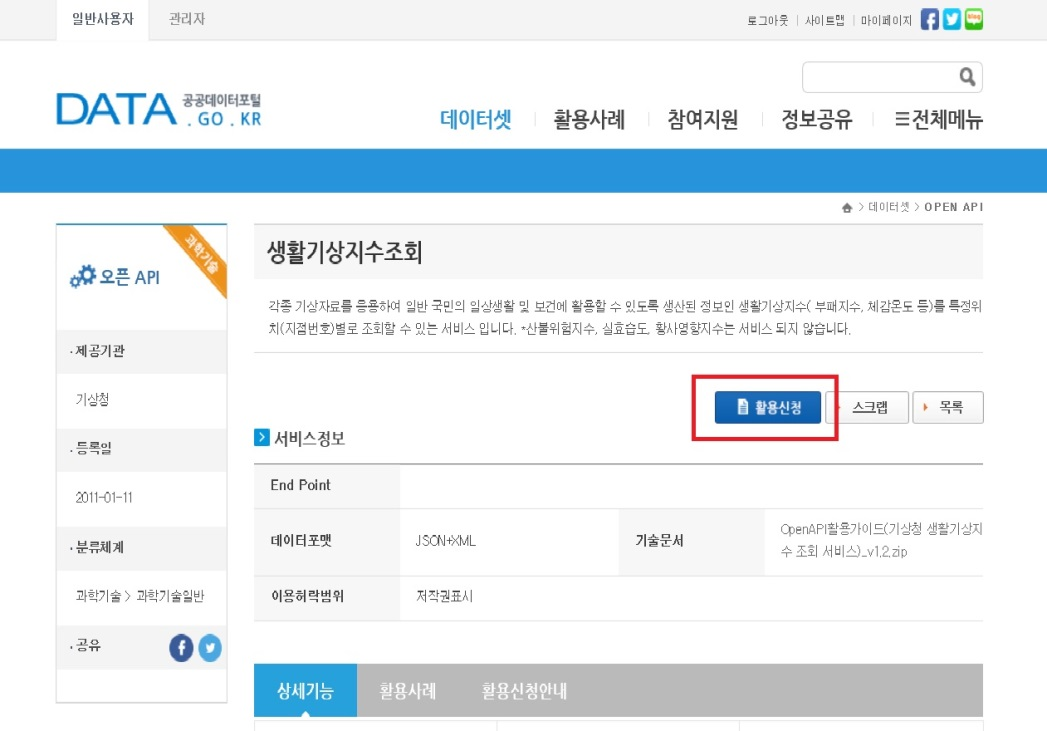 일반사용자 관리자
로그아웃 사이트맵 마이페이지 blog
DATA 공공데이터포털
. GO . KR
데이터셋 활용사례 참여지원 정보공유 ☰전체메뉴
> 데이터셋 > OPEN API
과학기술
오픈 API
· 제공기관
기상청
· 등록일
2011-01-11
· 분류체계
과학기술 > 과학기술일반
· 공유
생활기상지수조회
각종 기상자료를 응용하여 일반 국민의 일상생활 및 보건에 활용할 수 있도록 생산된 정보인 생활기상지수( 부패지수, 체감온도 등)를 특정위
치(지점번호)별로 조회할 수 있는 서비스 입니다. *산불위험지수, 실효습도, 황사영향지수는 서비스 되지 않습니다.
활용신청 스크랩 목록
서비스정보
End Point
데이터포맷 JSON+XML 기술문서 OpenAPI활용가이드(기상청 생활기상지
수 조회 서비스)_v1.2.zip
이용허락범위 저작권표시
상세기능 활용사례 활용신청안내